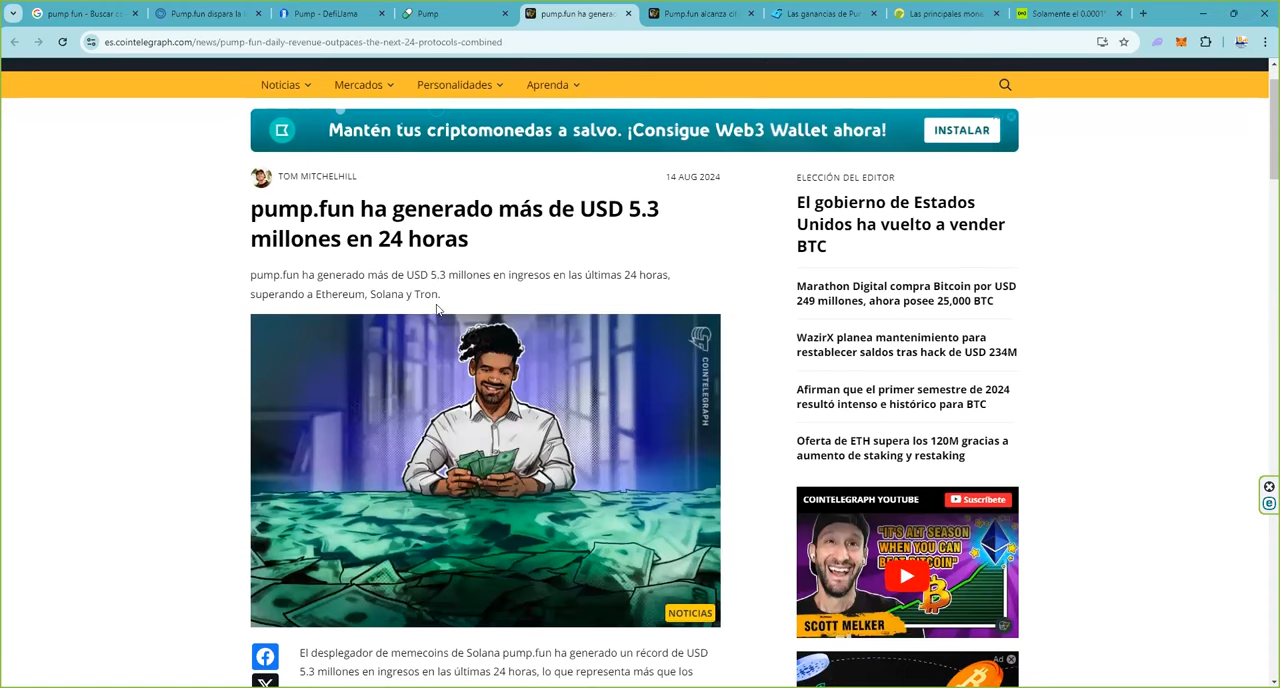 pump fun - Buscar c
Pump.fun dispara la l
Pump - DefiLlama
Pump
pump.fun ha genera
Pump.fun alcanza cif
Las ganancias de Pum
Las principales mone
Solamente el 0.0001
es.cointelegraph.com/news/pump-fun-daily-revenue-outpaces-the-next-24-protocols-combined
Noticias
Mercados
Personalidades
Aprenda
Mantén tus criptomonedas a salvo. ¡Consigue Web3 Wallet ahora!
INSTALAR
TOM MITCHELHILL
14 AUG 2024
pump.fun ha generado más de USD 5.3
millones en 24 horas
pump.fun ha generado más de USD 5.3 millones en ingresos en las últimas 24 horas,
superando a Ethereum, Solana y Tron.
COINTELEGRAPH
NOTICIAS
El desplegador de memecoins de Solana pump.fun ha generado un récord de USD
5.3 millones en ingresos en las últimas 24 horas, lo que representa más que los
ELECCIÓN DEL EDITOR
El gobierno de Estados
Unidos ha vuelto a vender
BTC
Marathon Digital compra Bitcoin por USD
249 millones, ahora posee 25,000 BTC
WazirX planea mantenimiento para
restablecer saldos tras hack de USD 234M
Afirman que el primer semestre de 2024
resultó intenso e histórico para BTC
Oferta de ETH supera los 120M gracias a
aumento de staking y restaking
COINTELEGRAPH YOUTUBE
Suscríbete
"IT'S ALT SEASON
WHEN YOU CAN
BEAT BITCOIN"
SCOTT MELKER
Ad